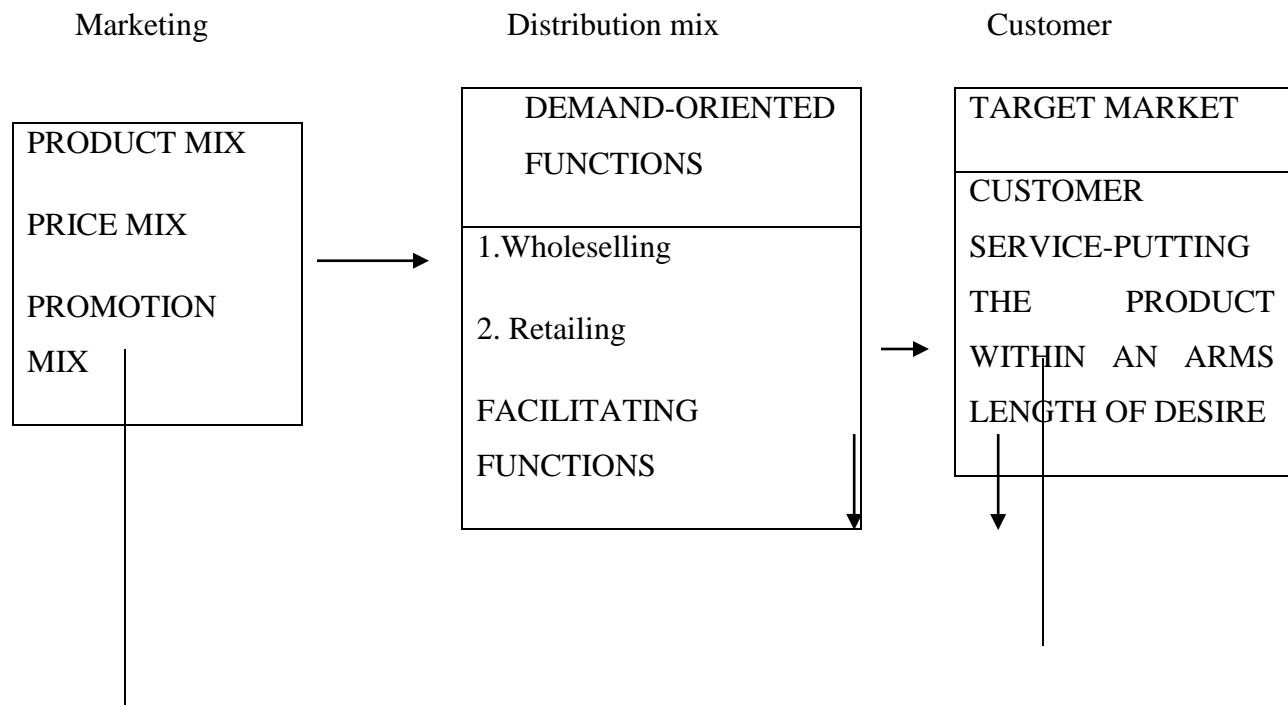 Marketing
Distribution mix
Customer
PRODUCT MIX
PRICE MIX
PROMOTION
MIX
DEMAND-ORIENTED
FUNCTIONS
1.Wholeselling
2. Retailing
FACILITATING
FUNCTIONS
TARGET MARKET
CUSTOMER
SERVICE-PUTTING
THE PRODUCT
WITHIN AN ARMS
LENGTH OF DESIRE